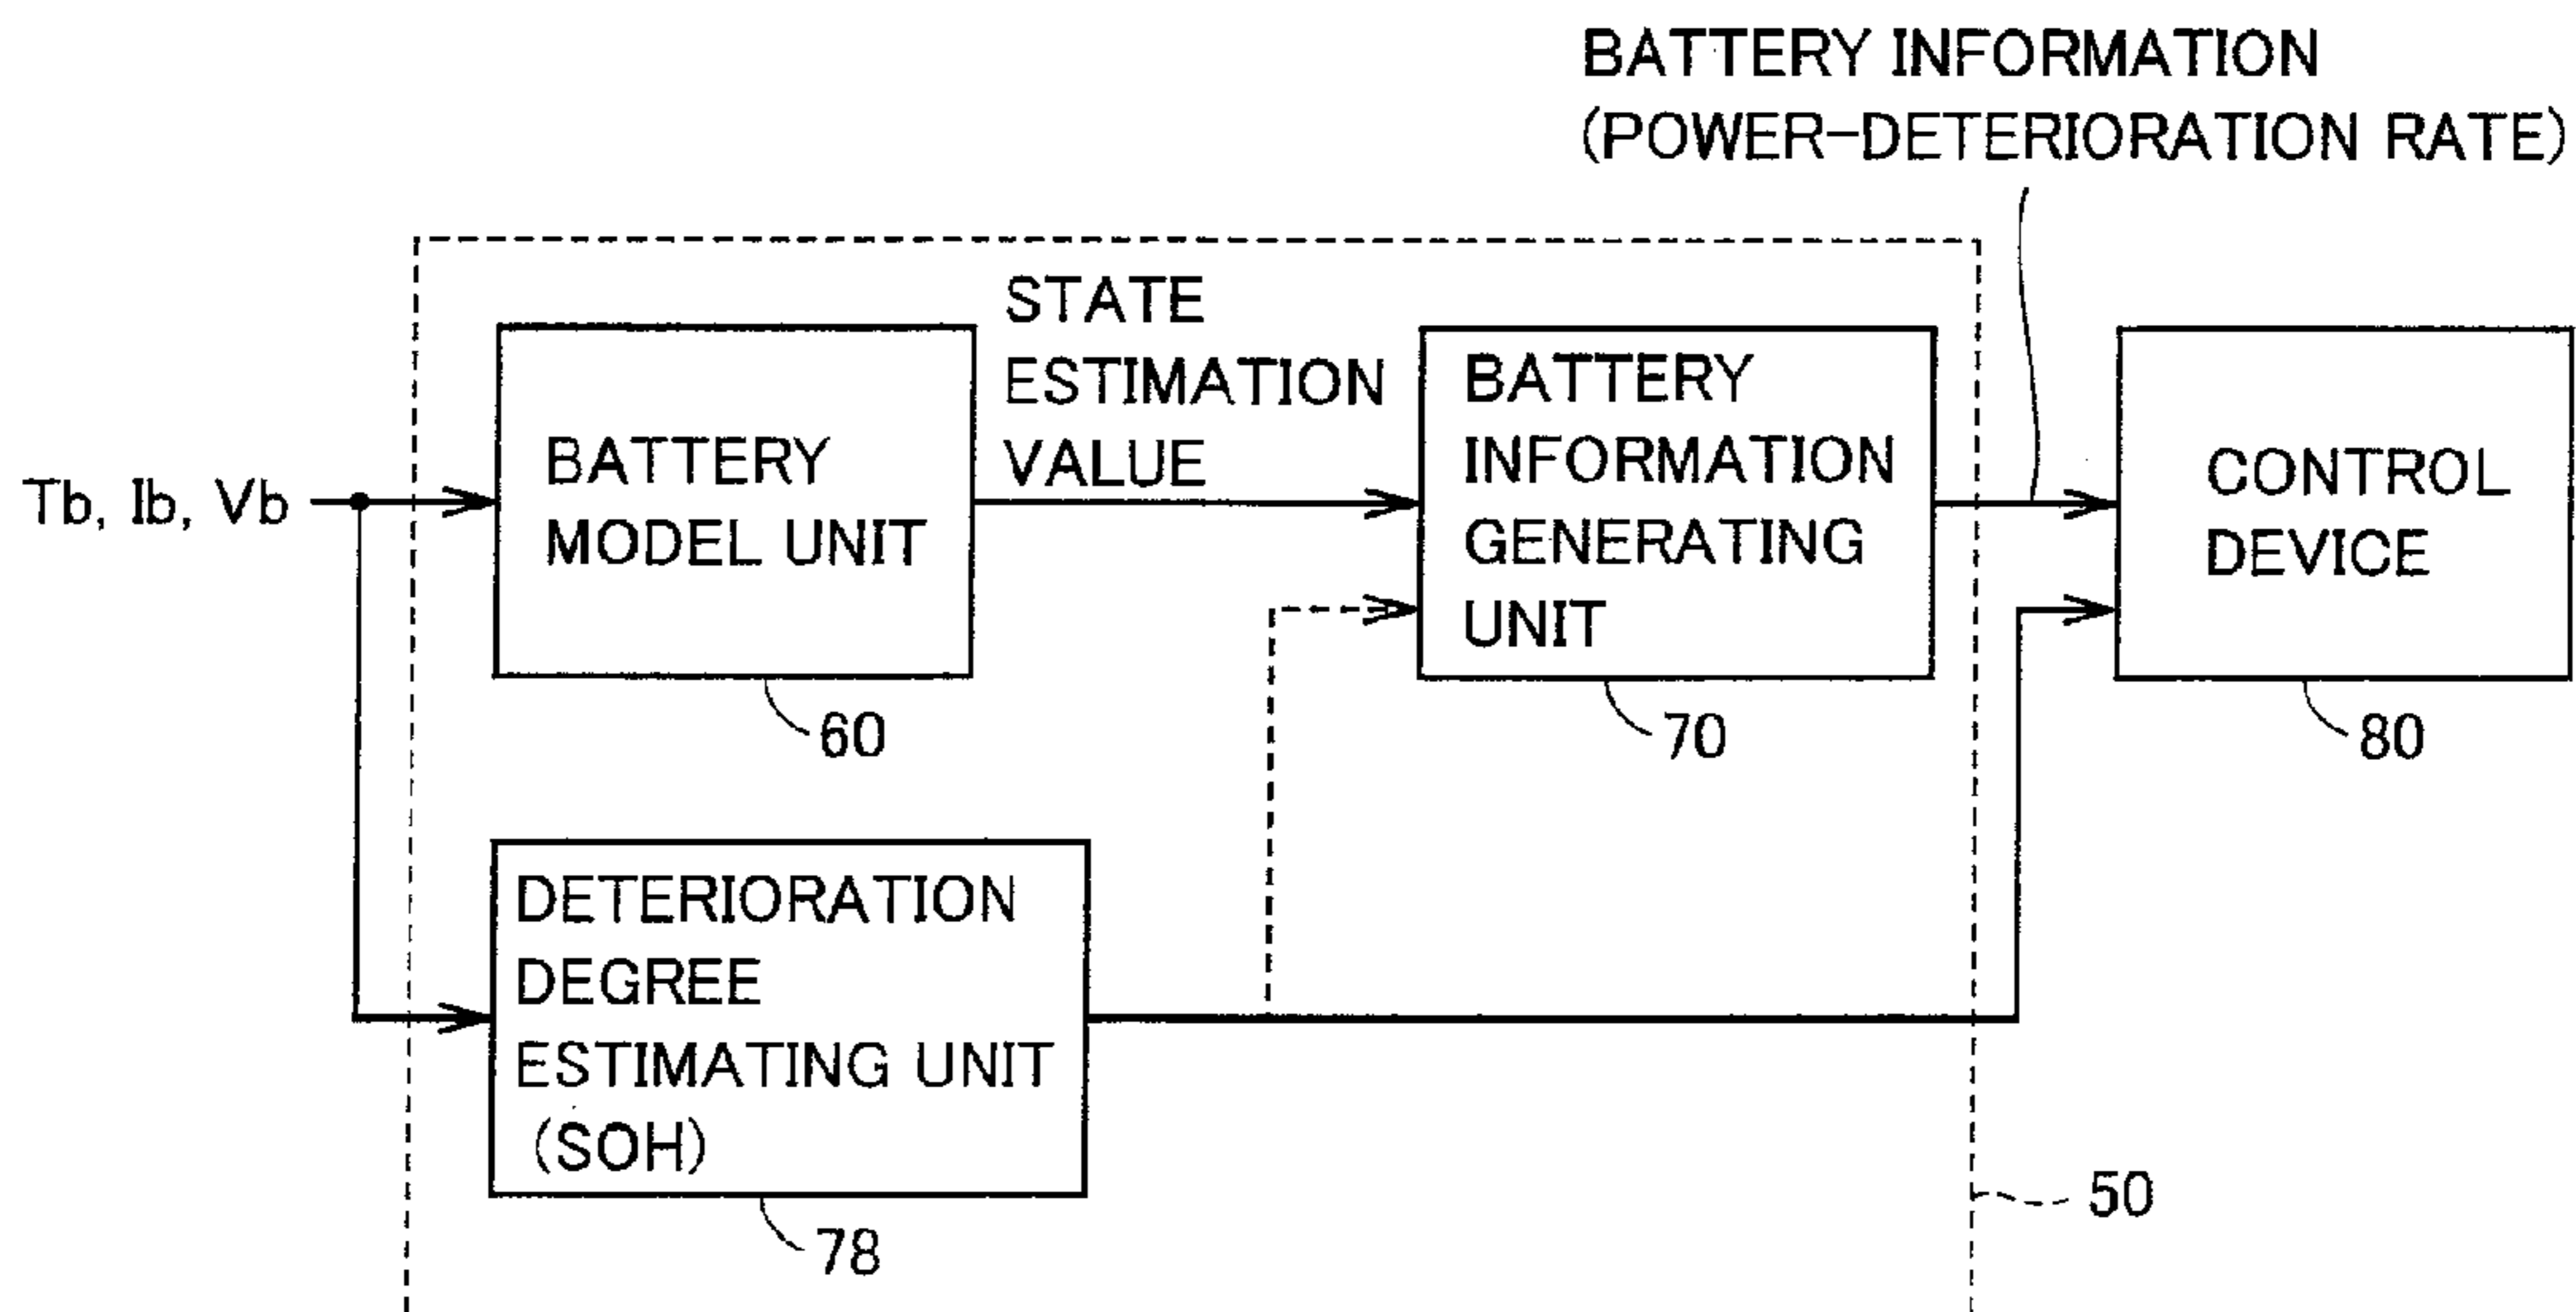 BATTERY INFORMATION
(POWER-DETERIORATION RATE)
STATE
ESTIMATION
VALUE
Tb, Ib, Vb
BATTERY
MODEL UNIT
60
BATTERY
INFORMATION
GENERATING
UNIT
70
CONTROL
DEVICE
80
DETERIORATION
DEGREE
ESTIMATING UNIT
(SOH)
78
50